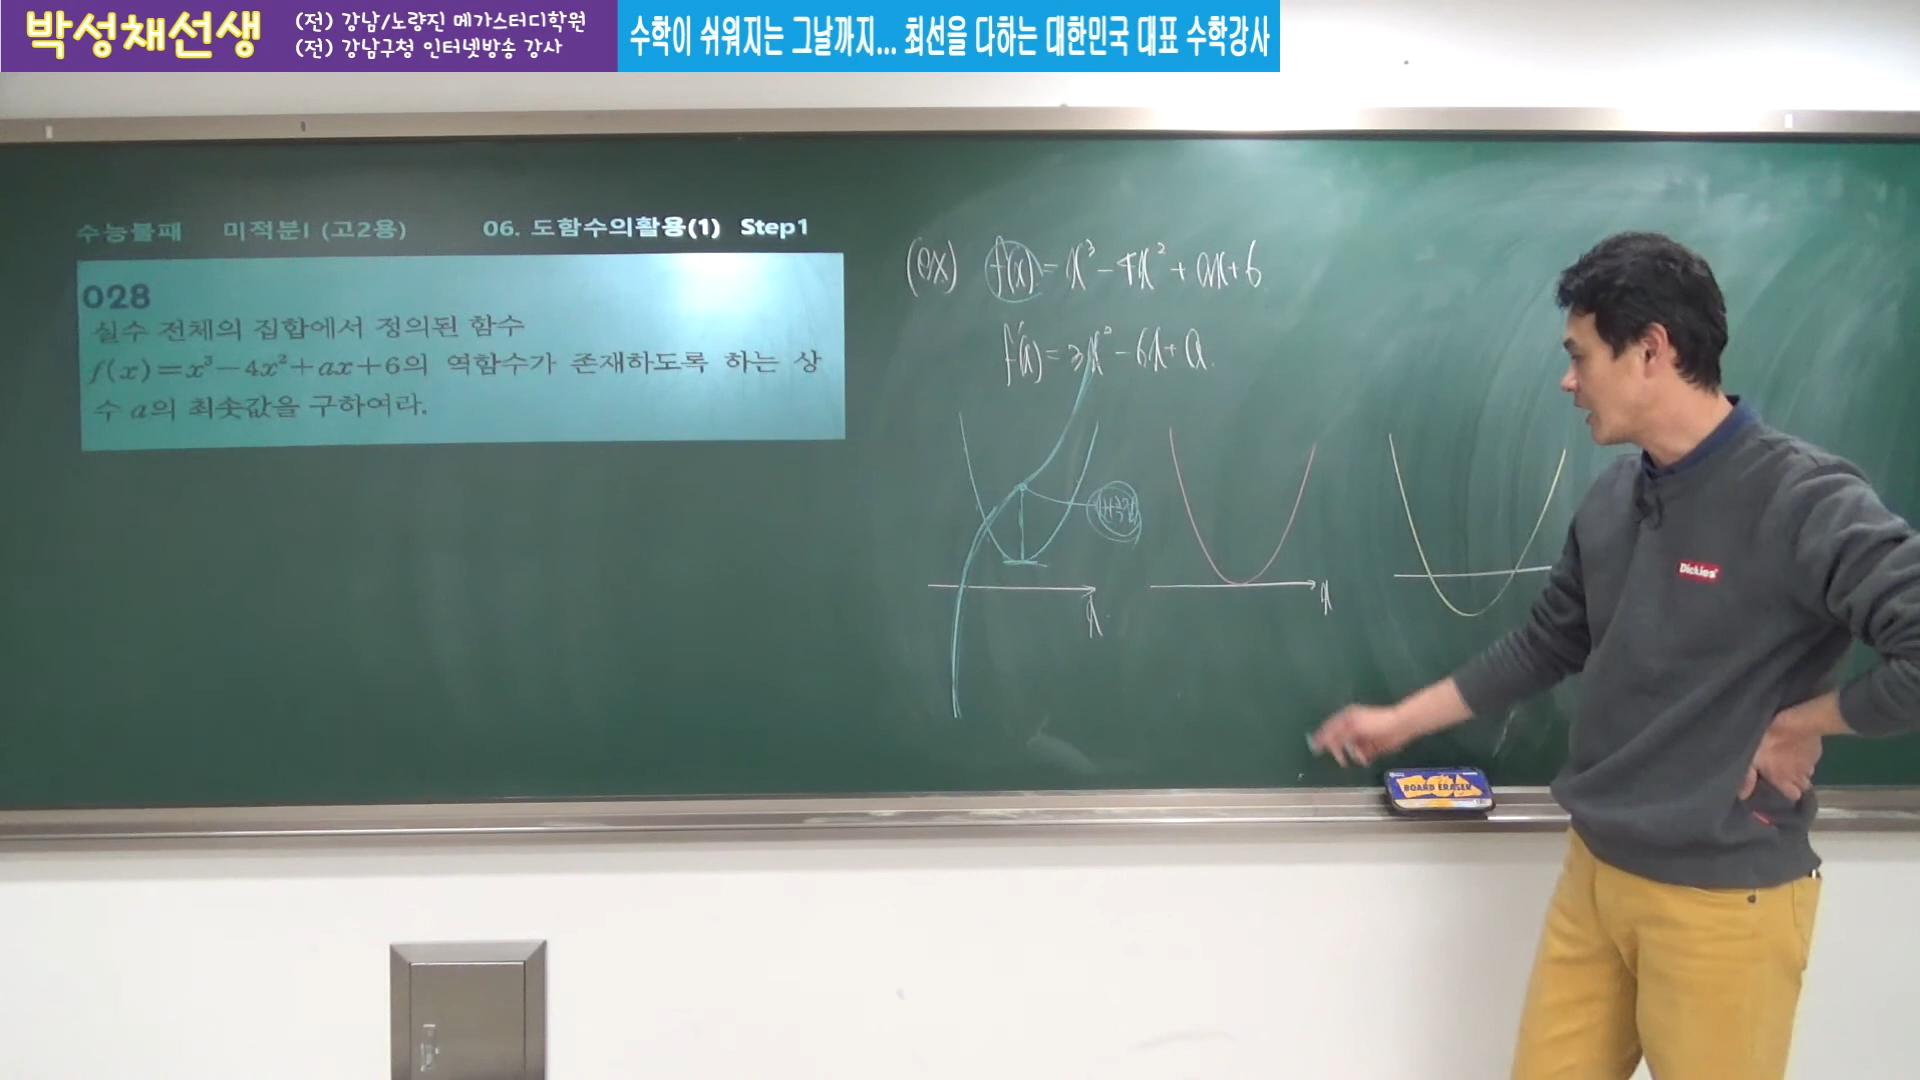 박성채선생
(전) 강남/노량진 메가스터디학원
(전) 강남구청 인터넷방송 강사
수학이 쉬워지는 그날까지... 최선을 다하는 대한민국 대표 수학강사
수능불패 미적분I (고2용) 06. 도함수의활용(1) Step1
028
실수 전체의 집합에서 정의된 함수
f(x)=x³-4x²+ax+6의 역함수가 존재하도록 하는 상
수 a의 최솟값을 구하여라.
(ex) f(x) = x³ - 4x² + ax + 6
f'(x) = 3x² - 6x + a.
변곡점
x
x
Dickies
BOARD ERASER